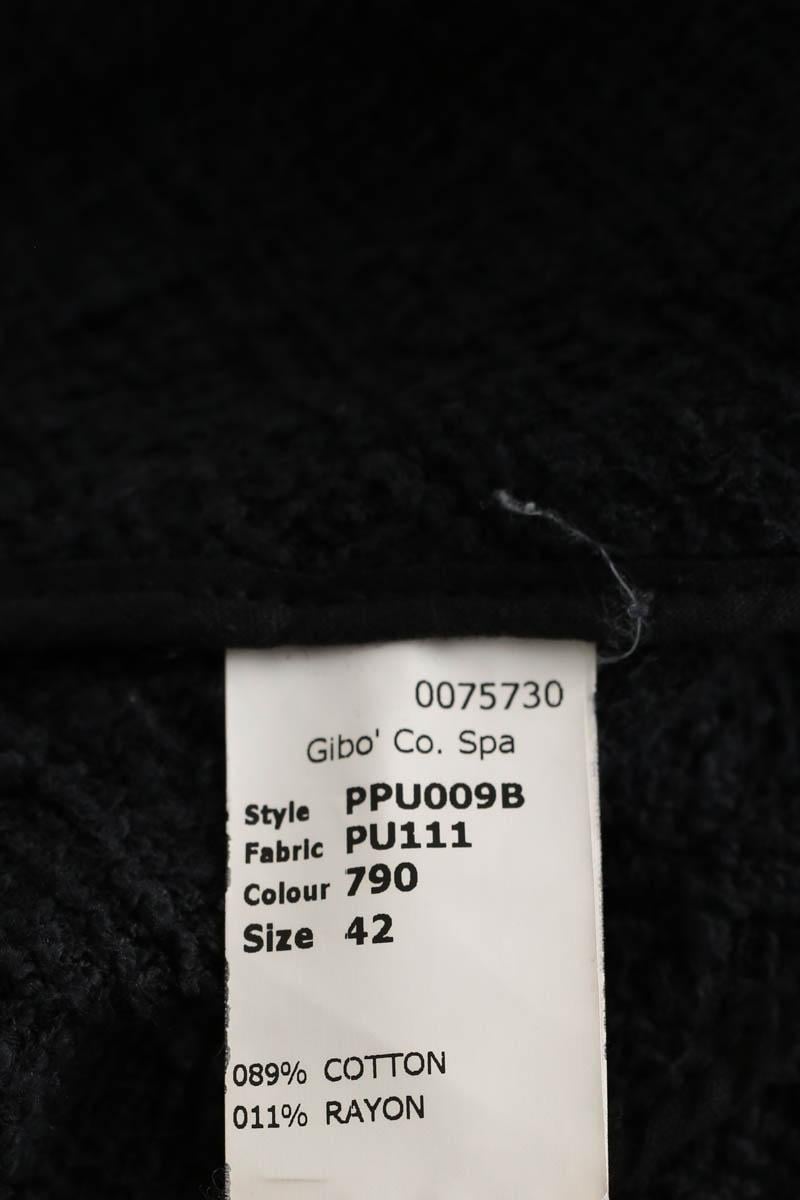 0075730
Gibo' Co. Spa
Style PPU009B
Fabric PU111
Colour 790
Size 42
089% COTTON
011% RAYON